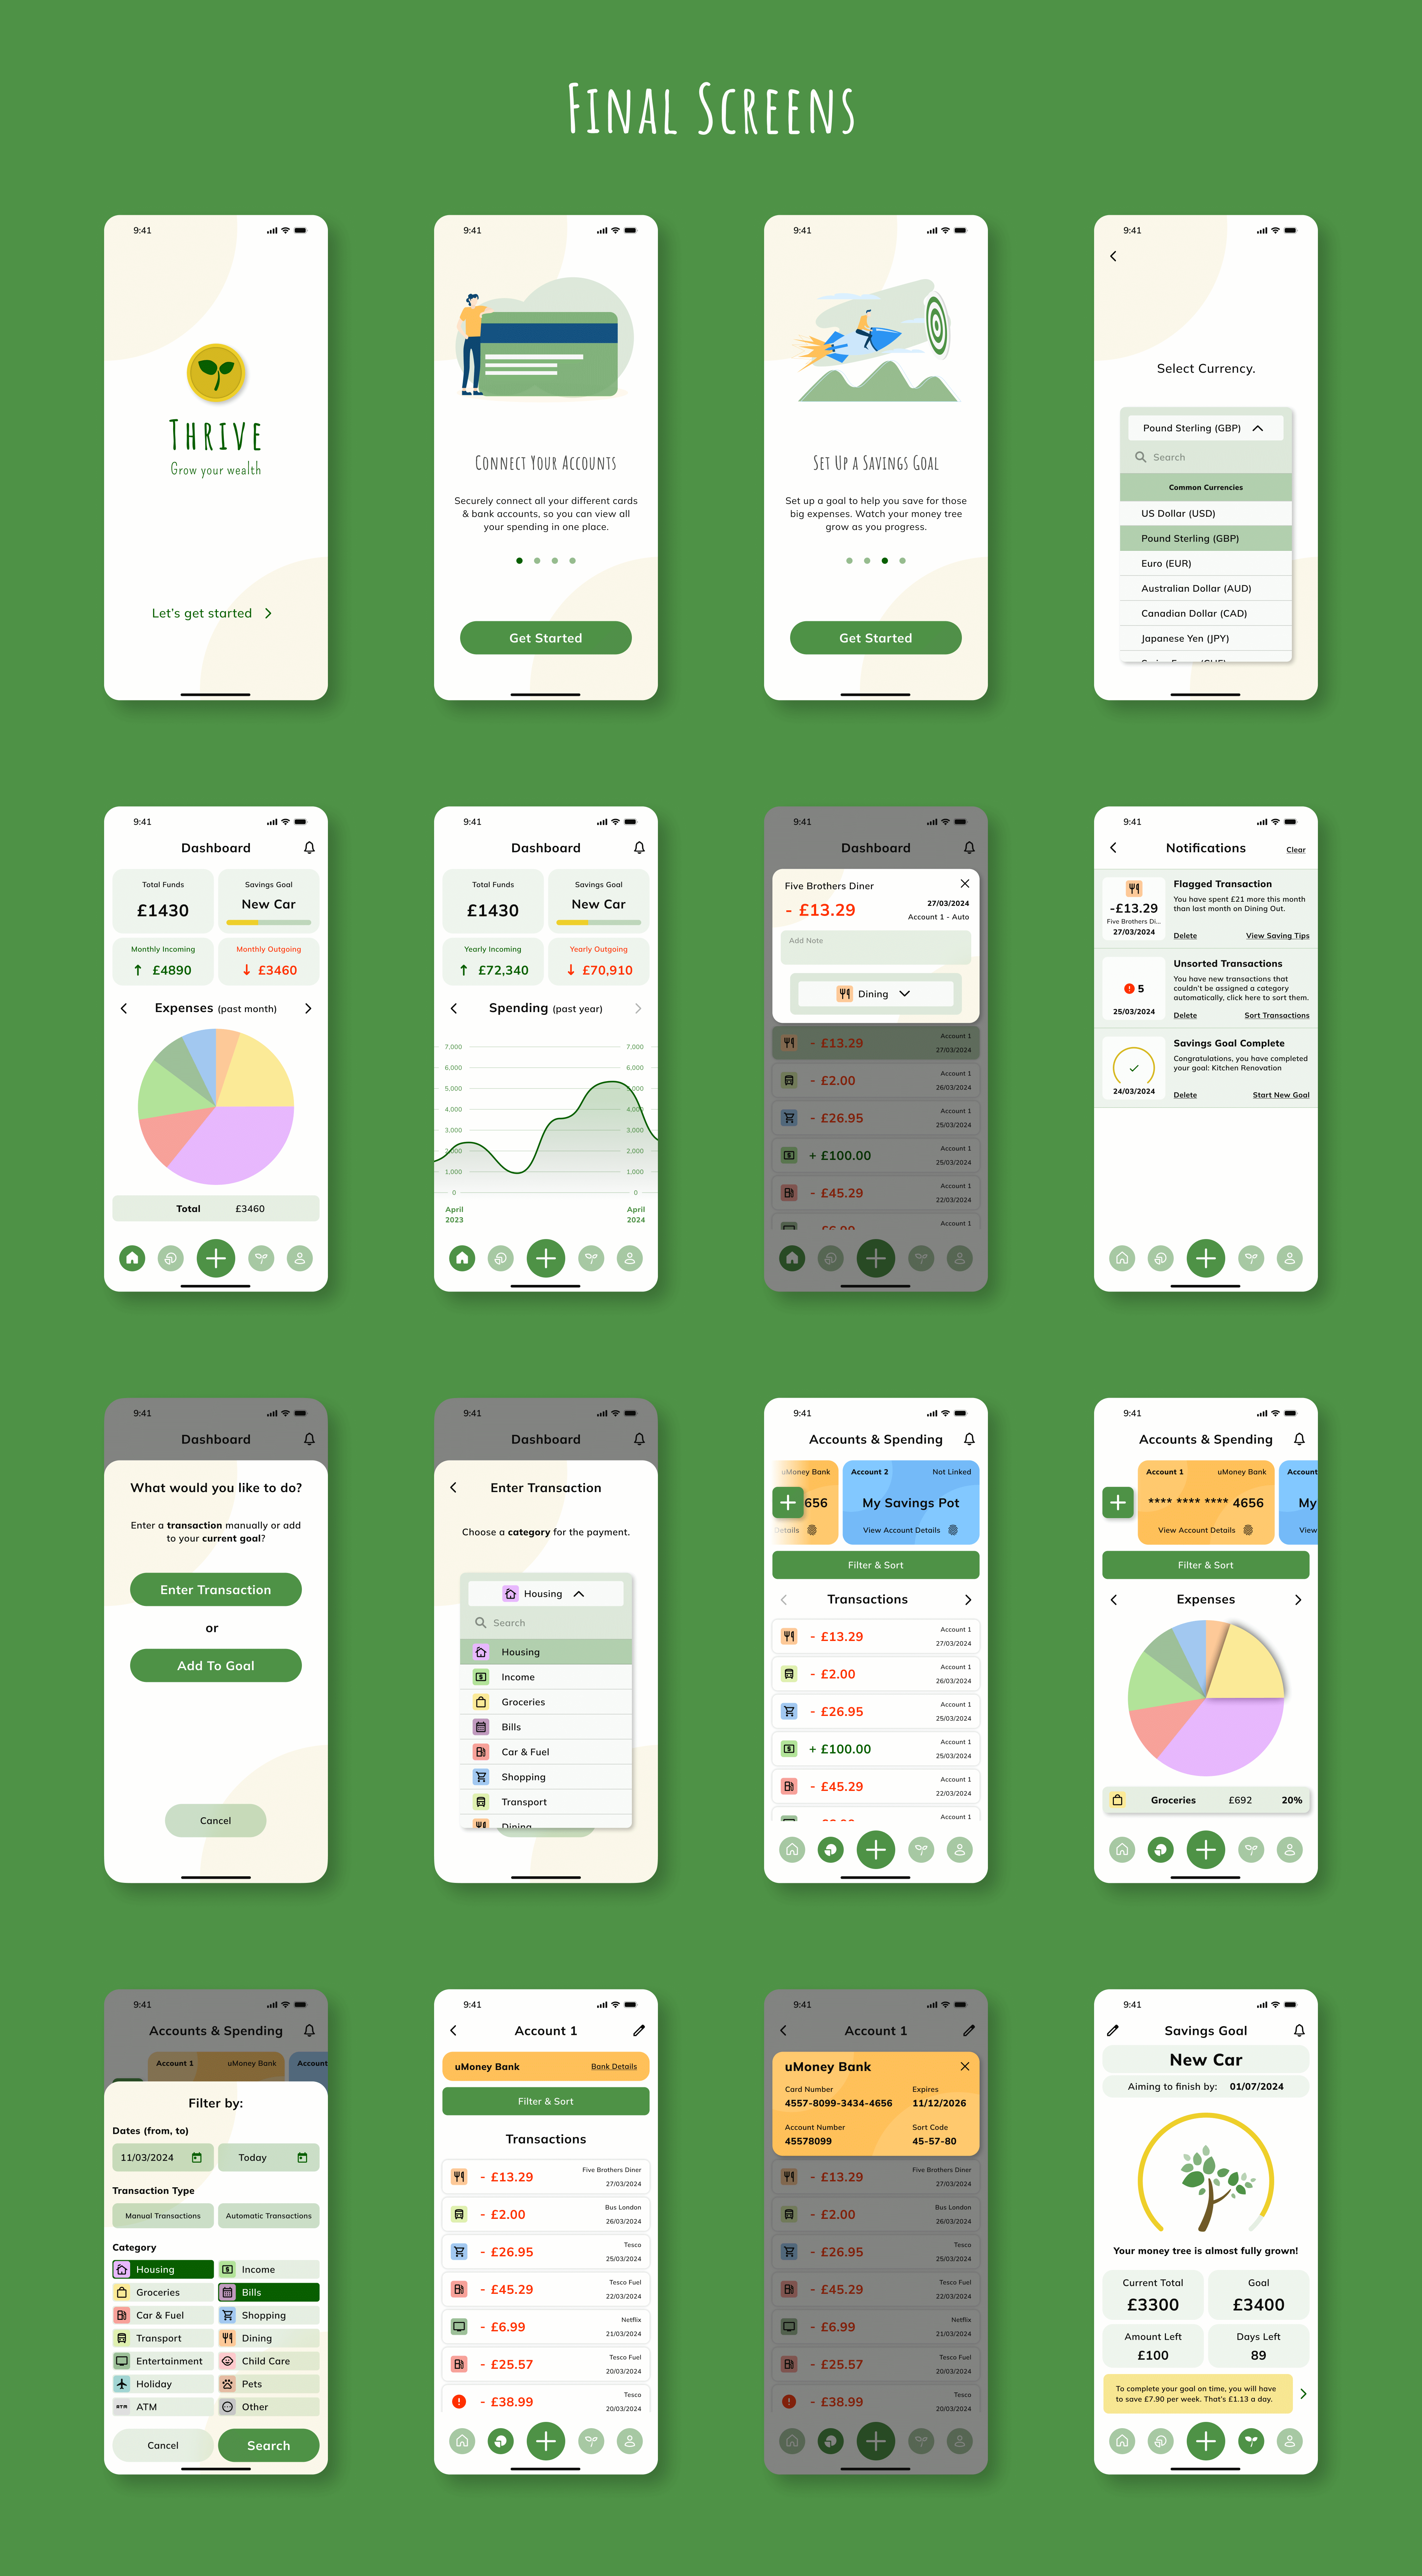 Final Screens
9:41
Thrive
Grow your wealth
Let's get started
9:41
Connect Your Accounts
Securely connect all your different cards
& bank accounts, so you can view all
your spending in one place.
Get Started
9:41
Set Up a Savings Goal
Set up a goal to help you save for those
big expenses. Watch your money tree
grow as you progress.
Get Started
9:41
Select Currency.
Pound Sterling (GBP)
Search
Common Currencies
US Dollar (USD)
Pound Sterling (GBP)
Euro (EUR)
Australian Dollar (AUD)
Canadian Dollar (CAD)
Japanese Yen (JPY)
9:41
Dashboard
Total Funds
£1430
Savings Goal
New Car
Monthly Incoming
↑ £4890
Monthly Outgoing
↓ £3460
Expenses (past month)
Total £3460
9:41
Dashboard
Total Funds
£1430
Savings Goal
New Car
Yearly Incoming
↑ £72,340
Yearly Outgoing
↓ £70,910
Spending (past year)
7,000 7,000
6,000 6,000
5,000 5,000
4,000 4,000
3,000 3,000
2,000 2,000
1,000 1,000
0 0
April April
2023 2024
9:41
Dashboard
Five Brothers Diner
- £13.29
27/03/2024
Account 1 - Auto
Add Note
Dining
- £13.29
Account 1
27/03/2024
- £2.00
Account 1
26/03/2024
- £26.95
Account 1
25/03/2024
+ £100.00
Account 1
25/03/2024
- £45.29
Account 1
22/03/2024
Account 1
9:41
Notifications
Clear
-£13.29
Five Brothers Di...
27/03/2024
Flagged Transaction
You have spent £21 more this month
than last month on Dining Out.
Delete View Saving Tips
5
25/03/2024
Unsorted Transactions
You have new transactions that
couldn't be assigned a category
automatically, click here to sort them.
Delete Sort Transactions
24/03/2024
Savings Goal Complete
Congratulations, you have completed
your goal: Kitchen Renovation
Delete Start New Goal
9:41
Dashboard
What would you like to do?
Enter a transaction manually or add
to your current goal?
Enter Transaction
or
Add To Goal
Cancel
9:41
Dashboard
Enter Transaction
Choose a category for the payment.
Housing
Search
Housing
Income
Groceries
Bills
Car & Fuel
Shopping
Transport
Dining
9:41
Accounts & Spending
uMoney Bank
656
Details
Account 2 Not Linked
My Savings Pot
View Account Details
Filter & Sort
Transactions
- £13.29
Account 1
27/03/2024
- £2.00
Account 1
26/03/2024
- £26.95
Account 1
25/03/2024
+ £100.00
Account 1
25/03/2024
- £45.29
Account 1
22/03/2024
Account 1
9:41
Accounts & Spending
Account 1 uMoney Bank
**** **** **** 4656
View Account Details
Account
My
View
Filter & Sort
Expenses
Groceries £692 20%
9:41
Accounts & Spending
Account 1 uMoney Bank Account
Filter by:
Dates (from, to)
11/03/2024 Today
Transaction Type
Manual Transactions Automatic Transactions
Category
Housing Income
Groceries Bills
Car & Fuel Shopping
Transport Dining
Entertainment Child Care
Holiday Pets
ATM ATM Other
Cancel Search
9:41
Account 1
uMoney Bank Bank Details
Filter & Sort
Transactions
- £13.29
Five Brothers Diner
27/03/2024
- £2.00
Bus London
26/03/2024
- £26.95
Tesco
25/03/2024
- £45.29
Tesco Fuel
22/03/2024
- £6.99
Netflix
21/03/2024
- £25.57
Tesco Fuel
20/03/2024
- £38.99
Tesco
20/03/2024
9:41
Account 1
uMoney Bank
Card Number Expires
4557-8099-3434-4656 11/12/2026
Account Number Sort Code
45578099 45-57-80
- £13.29
Five Brothers Diner
27/03/2024
- £2.00
Bus London
26/03/2024
- £26.95
Tesco
25/03/2024
- £45.29
Tesco Fuel
22/03/2024
- £6.99
Netflix
21/03/2024
- £25.57
Tesco Fuel
20/03/2024
- £38.99
Tesco
20/03/2024
9:41
Savings Goal
New Car
Aiming to finish by: 01/07/2024
Your money tree is almost fully grown!
Current Total Goal
£3300 £3400
Amount Left Days Left
£100 89
To complete your goal on time, you will have
to save £7.90 per week. That's £1.13 a day.